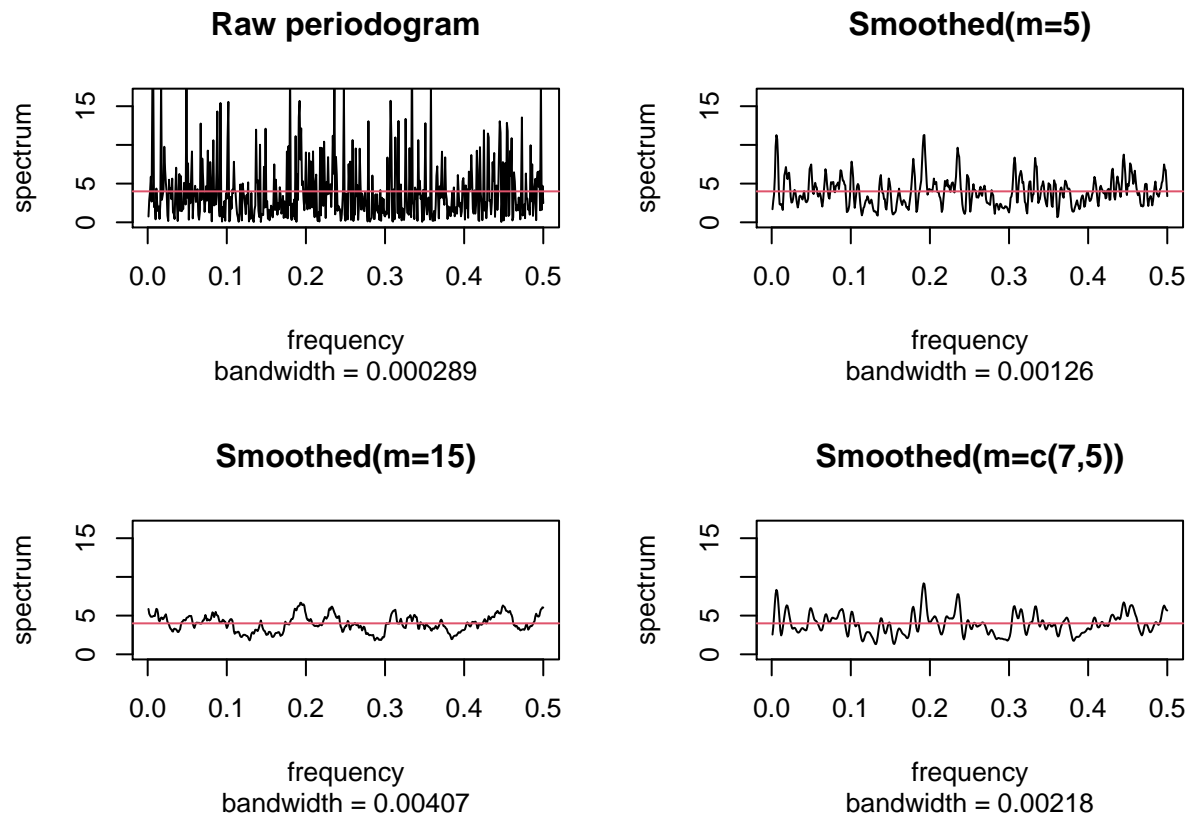 Raw periodogram
spectrum
15
5
0
0.0 0.1 0.2 0.3 0.4 0.5
frequency
bandwidth = 0.000289
Smoothed(m=5)
spectrum
15
5
0
0.0 0.1 0.2 0.3 0.4 0.5
frequency
bandwidth = 0.00126
Smoothed(m=15)
spectrum
15
5
0
0.0 0.1 0.2 0.3 0.4 0.5
frequency
bandwidth = 0.00407
Smoothed(m=c(7,5))
spectrum
15
5
0
0.0 0.1 0.2 0.3 0.4 0.5
frequency
bandwidth = 0.00218